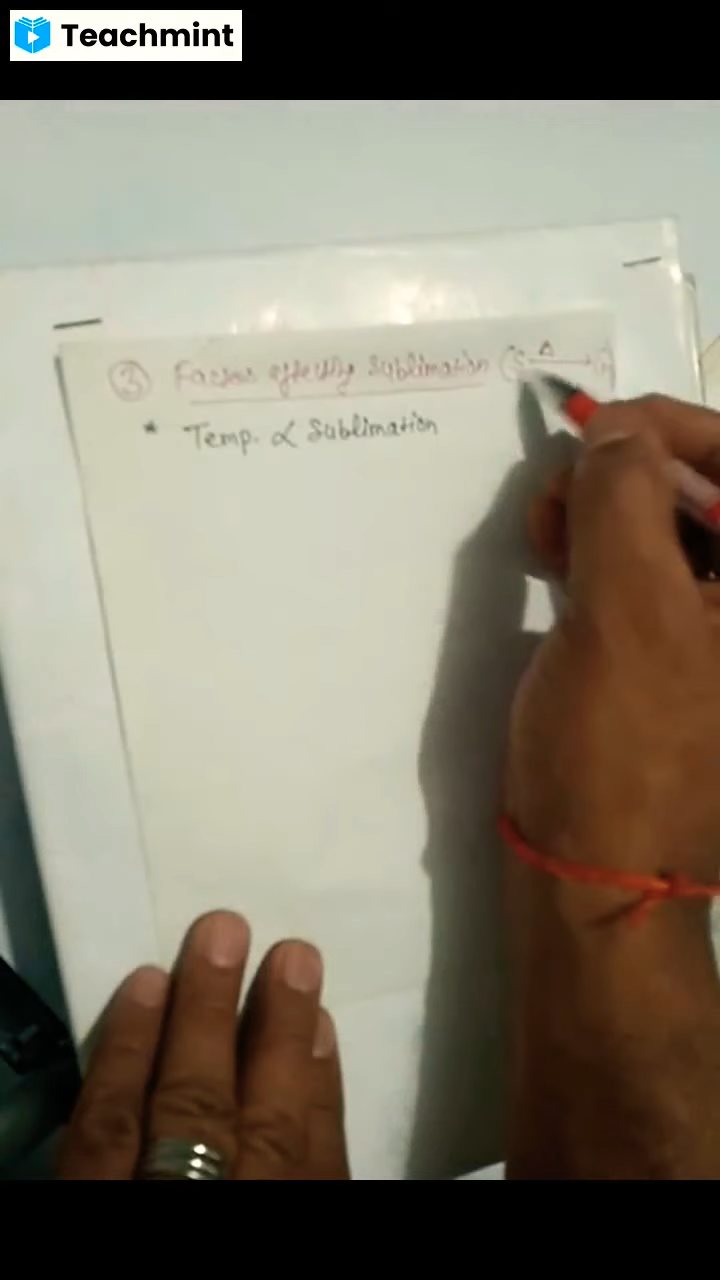 Teachmint
③ Factors effecting Sublimation (S Δ→
* Temp. ∝ Sublimation